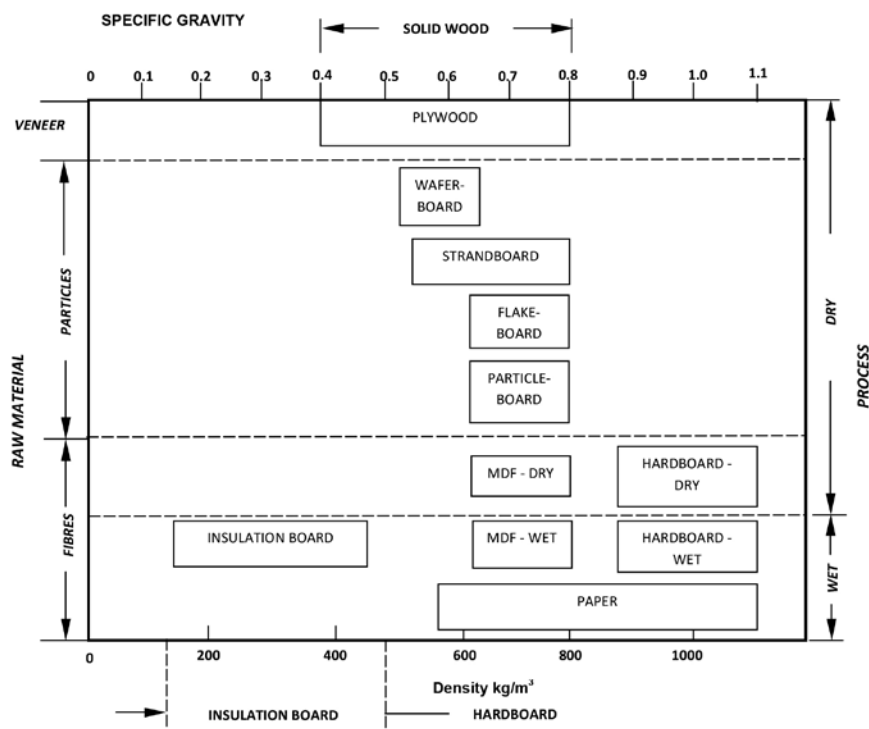 SPECIFIC GRAVITY
SOLID WOOD
0 0.1 0.2 0.3 0.4 0.5 0.6 0.7 0.8 0.9 1.0 1.1
VENEER
PLYWOOD
WAFER-
BOARD
STRANDBOARD
FLAKE-
BOARD
PARTICLE-
BOARD
PARTICLES
RAW MATERIAL
DRY
PROCESS
MDF - DRY
HARDBOARD -
DRY
FIBRES
INSULATION BOARD
MDF - WET
HARDBOARD -
WET
PAPER
WET
0 200 400 600 800 1000
Density kg/m³
INSULATION BOARD
HARDBOARD